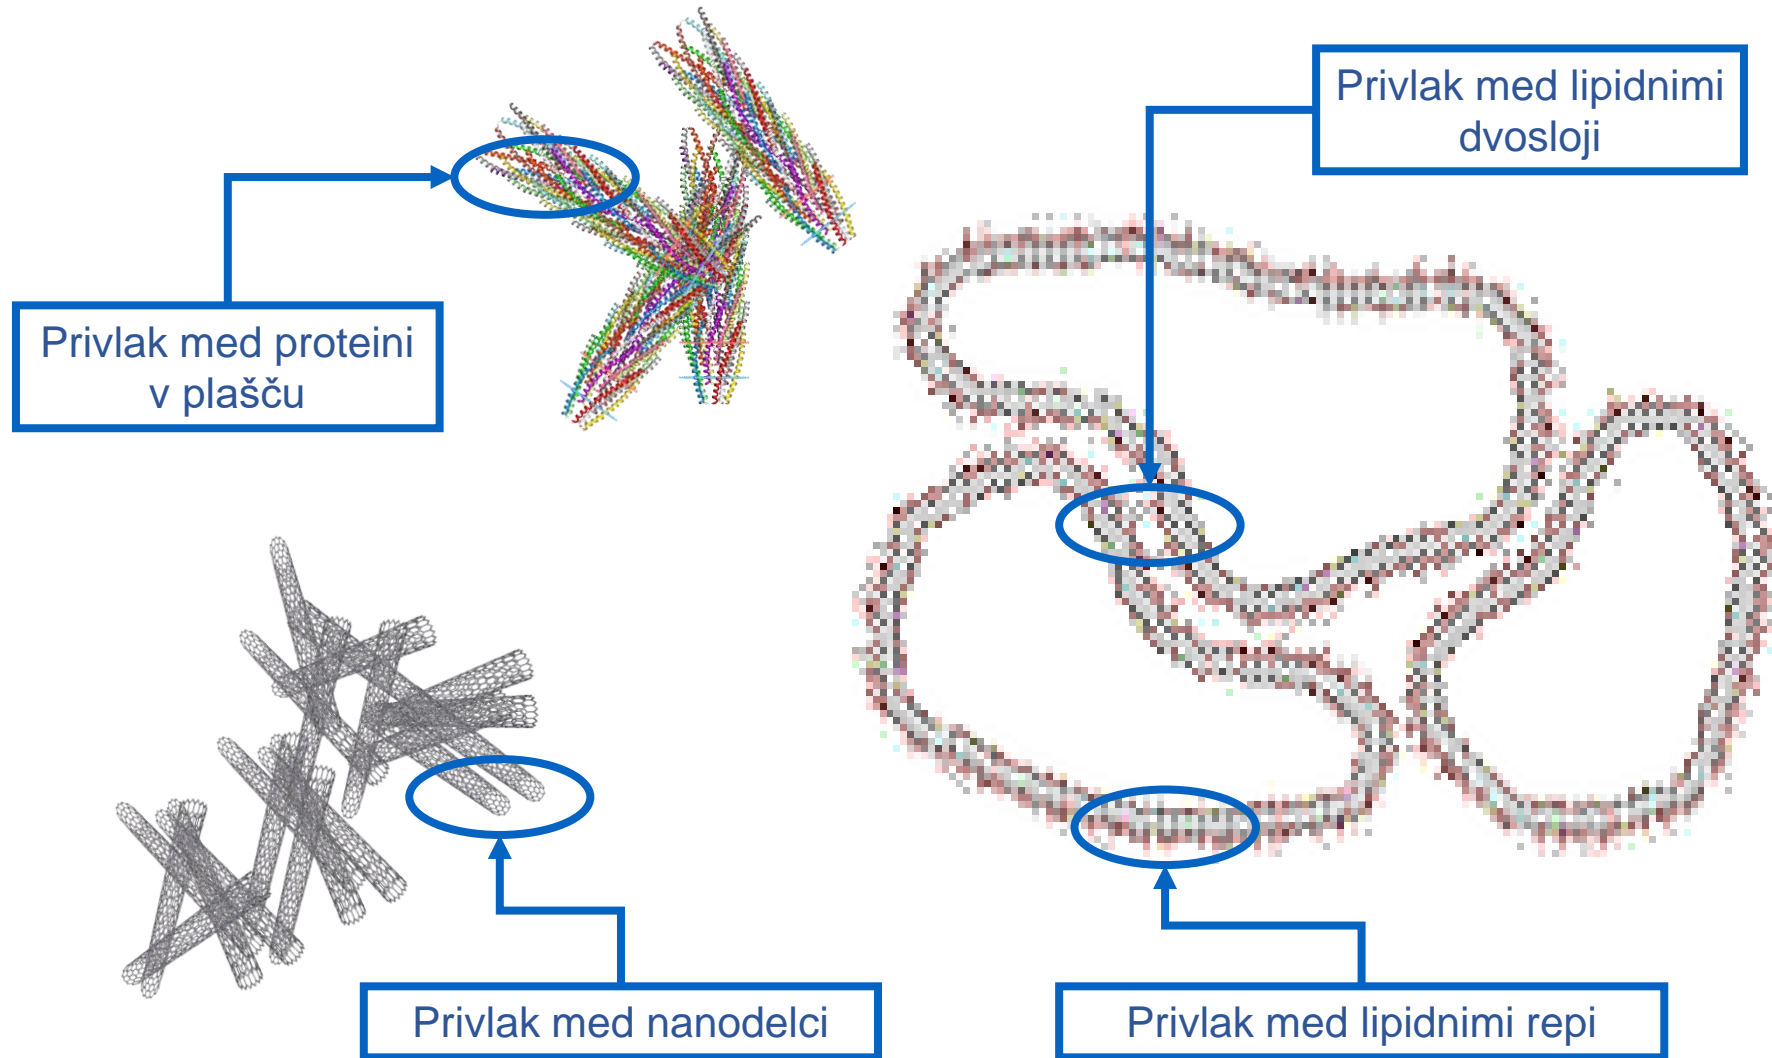 Privlak med lipidnimi
dvosloji
Privlak med proteini
v plašču
Privlak med nanodelci
Privlak med lipidnimi repi